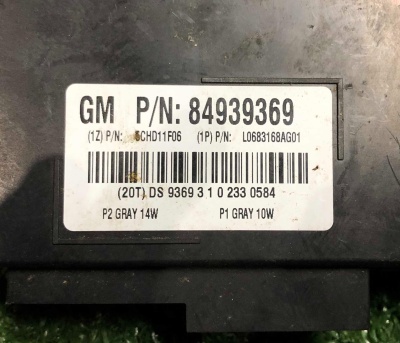 GM P/N: 84939369
(1Z) P/N: 5CHD11F06 (1P) P/N: L0683168AG01
(20T) DS 9369 3 1 0 233 0584
P2 GRAY 14W P1 GRAY 10W